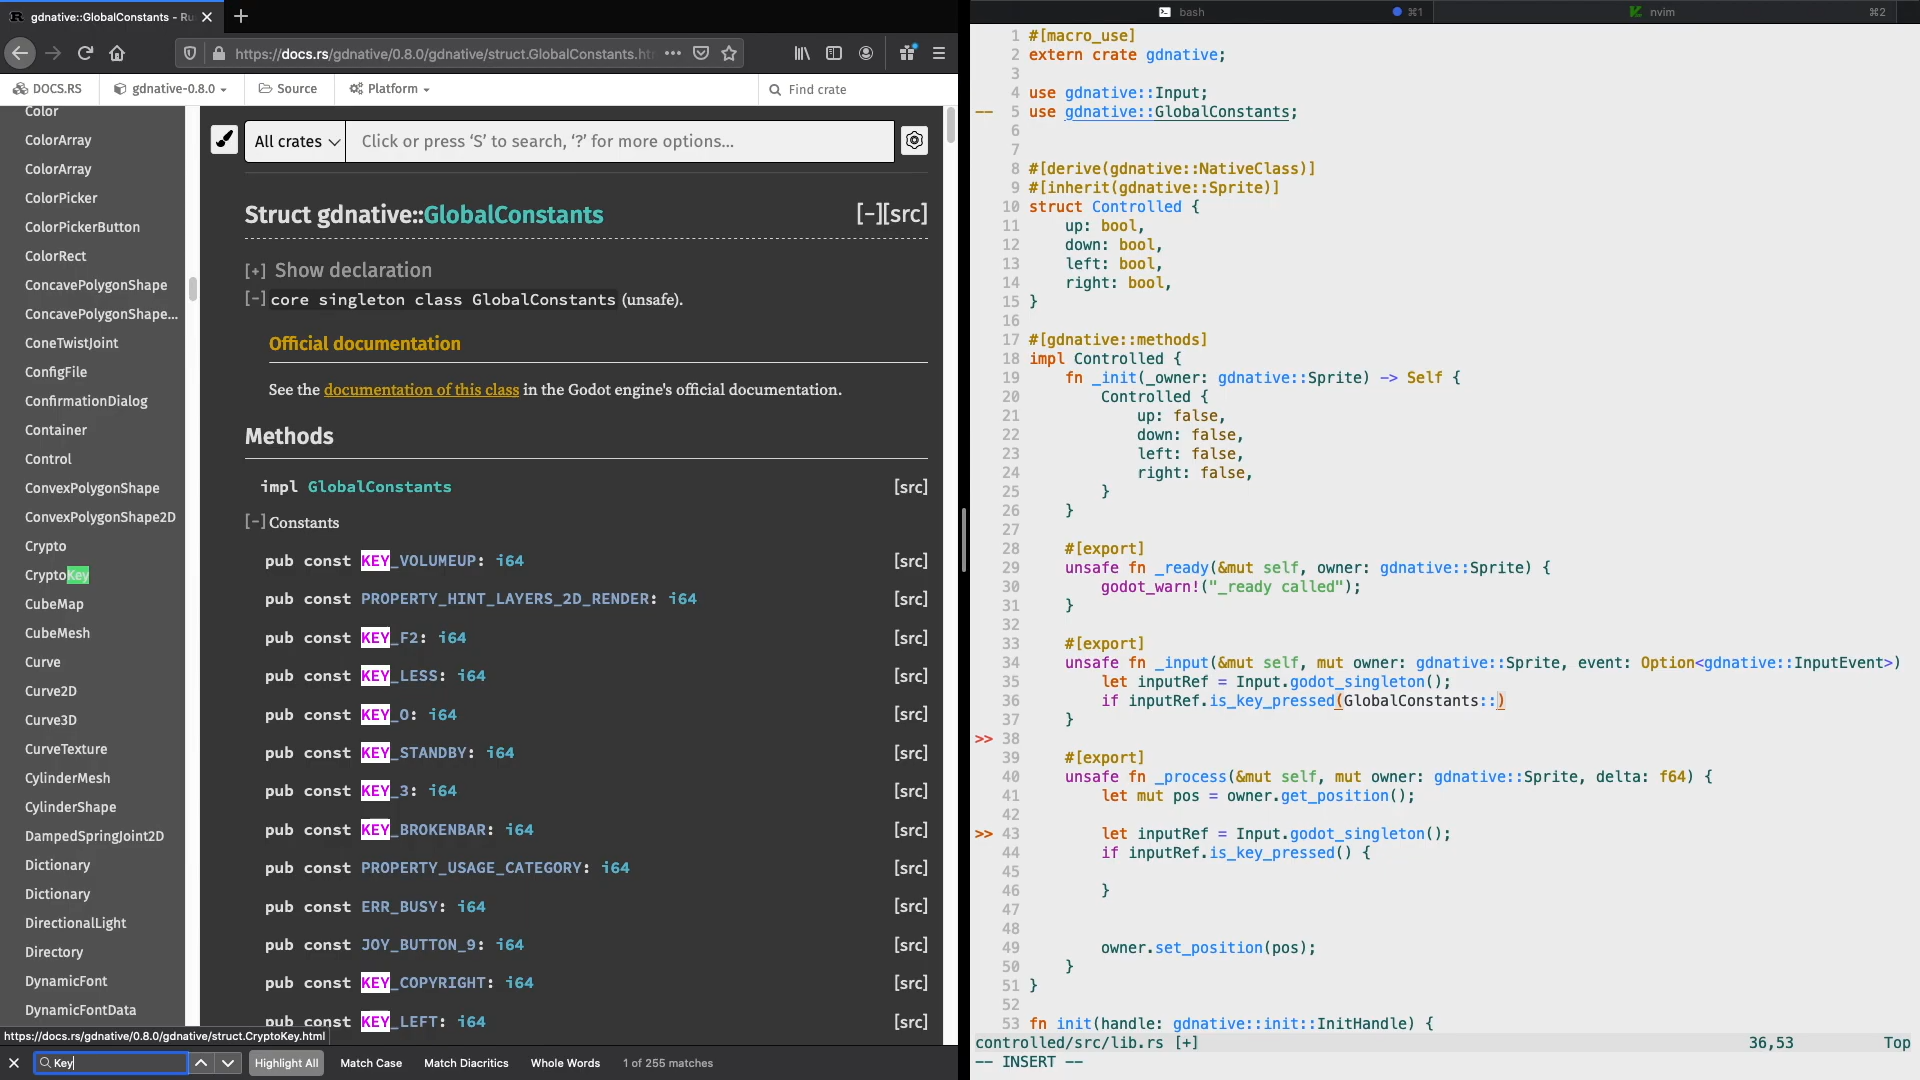 gdnative::GlobalConstants - Ru
https://docs.rs/gdnative/0.8.0/gdnative/struct.GlobalConstants.htm
DOCS.RS
gdnative-0.8.0
Source
Platform
Find crate
Color
ColorArray
ColorArray
ColorPicker
ColorPickerButton
ColorRect
ConcavePolygonShape
ConcavePolygonShape...
ConeTwistJoint
ConfigFile
ConfirmationDialog
Container
Control
ConvexPolygonShape
ConvexPolygonShape2D
Crypto
CryptoKey
CubeMap
CubeMesh
Curve
Curve2D
Curve3D
CurveTexture
CylinderMesh
CylinderShape
DampedSpringJoint2D
Dictionary
Dictionary
DirectionalLight
Directory
DynamicFont
DynamicFontData
All crates
Click or press ‘S’ to search, ‘?’ for more options...
Struct gdnative::GlobalConstants [-][src]
[+] Show declaration
[-] core singleton class GlobalConstants (unsafe).
Official documentation
See the documentation of this class in the Godot engine's official documentation.
Methods
impl GlobalConstants [src]
[-] Constants
pub const KEY_VOLUMEUP: i64 [src]
pub const PROPERTY_HINT_LAYERS_2D_RENDER: i64 [src]
pub const KEY_F2: i64 [src]
pub const KEY_LESS: i64 [src]
pub const KEY_O: i64 [src]
pub const KEY_STANDBY: i64 [src]
pub const KEY_3: i64 [src]
pub const KEY_BROKENBAR: i64 [src]
pub const PROPERTY_USAGE_CATEGORY: i64 [src]
pub const ERR_BUSY: i64 [src]
pub const JOY_BUTTON_9: i64 [src]
pub const KEY_COPYRIGHT: i64 [src]
pub const KEY_LEFT: i64 [src]
https://docs.rs/gdnative/0.8.0/gdnative/struct.CryptoKey.html
Key
Highlight All
Match Case
Match Diacritics
Whole Words
1 of 255 matches
bash
⌘1
nvim
⌘2
1 #[macro_use]
2 extern crate gdnative;
3
4 use gdnative::Input;
-- 5 use gdnative::GlobalConstants;
6
7
8 #[derive(gdnative::NativeClass)]
9 #[inherit(gdnative::Sprite)]
10 struct Controlled {
11 up: bool,
12 down: bool,
13 left: bool,
14 right: bool,
15 }
16
17 #[gdnative::methods]
18 impl Controlled {
19 fn _init(_owner: gdnative::Sprite) -> Self {
20 Controlled {
21 up: false,
22 down: false,
23 left: false,
24 right: false,
25 }
26 }
27
28 #[export]
29 unsafe fn _ready(&mut self, owner: gdnative::Sprite) {
30 godot_warn!("_ready called");
31 }
32
33 #[export]
34 unsafe fn _input(&mut self, mut owner: gdnative::Sprite, event: Option<gdnative::InputEvent>)
35 let inputRef = Input.godot_singleton();
36 if inputRef.is_key_pressed(GlobalConstants::)
37 }
>> 38
39 #[export]
40 unsafe fn _process(&mut self, mut owner: gdnative::Sprite, delta: f64) {
41 let mut pos = owner.get_position();
42
>> 43 let inputRef = Input.godot_singleton();
44 if inputRef.is_key_pressed() {
45
46 }
47
48
49 owner.set_position(pos);
50 }
51 }
52
53 fn init(handle: gdnative::init::InitHandle) {
controlled/src/lib.rs [+] 36,53 Top
-- INSERT --